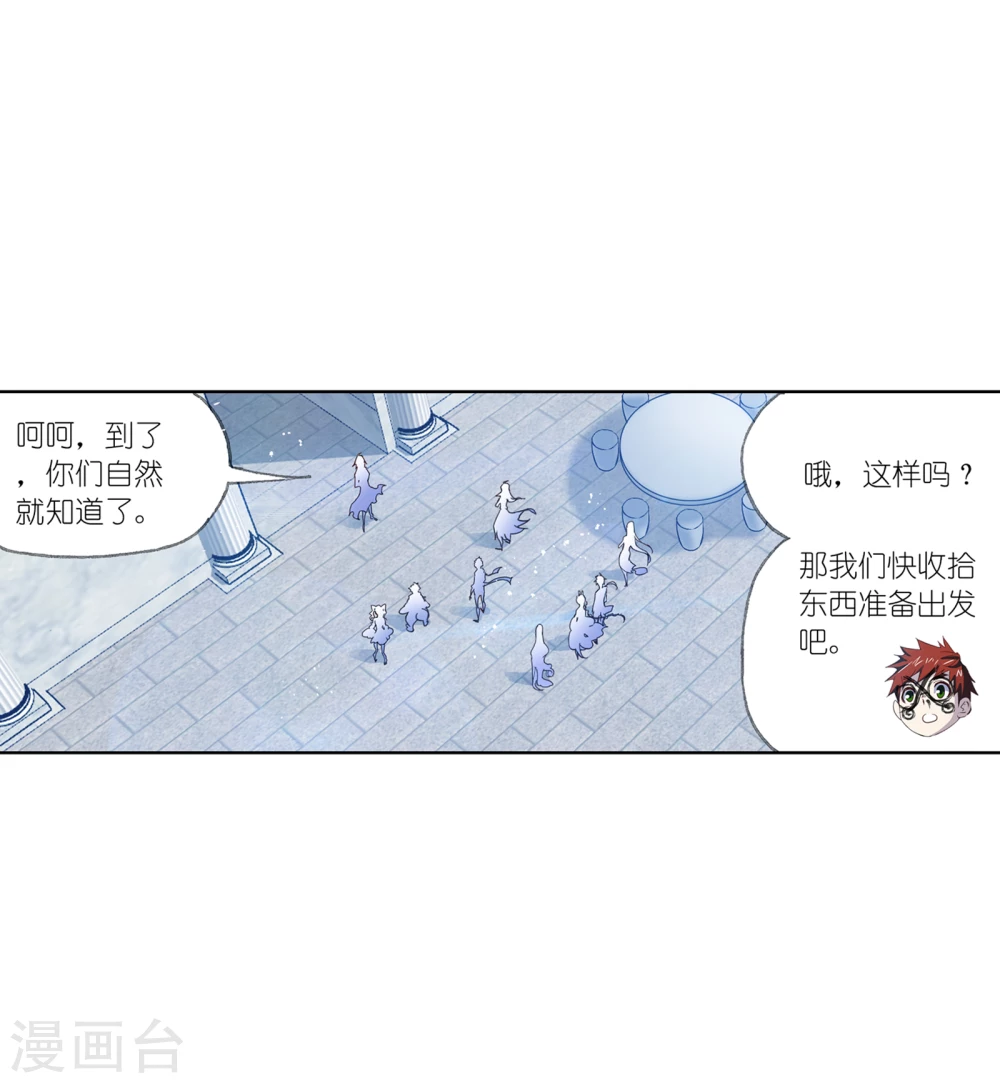 呵呵，到了
，你们自然
就知道了。
哦，这样吗？
那我们快收拾
东西准备出发
吧。
漫画台